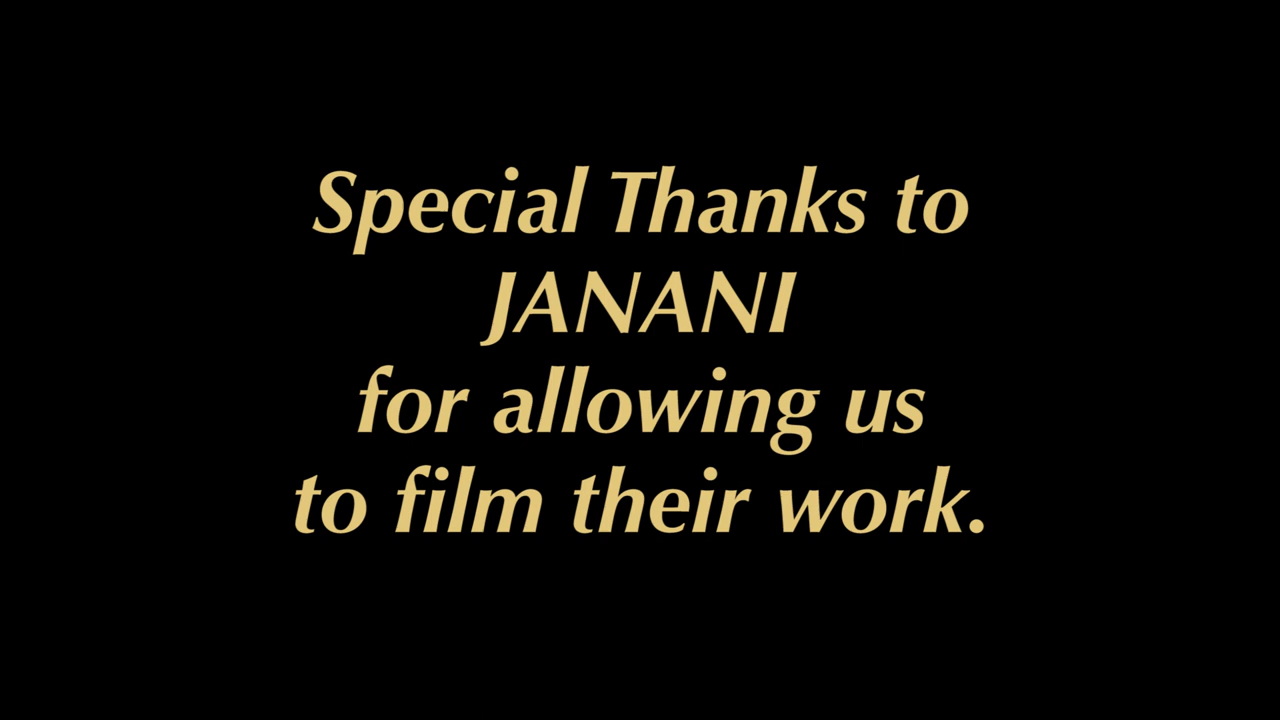 Special Thanks to
JANANI
for allowing us
to film their work.